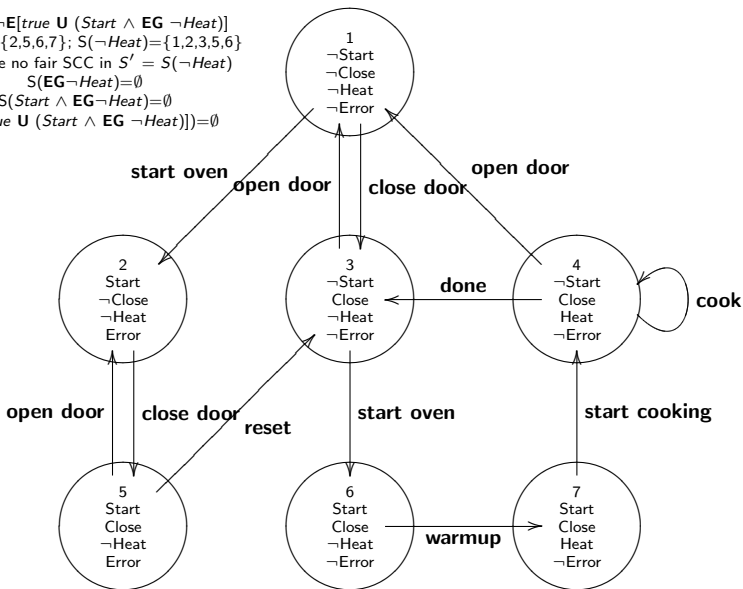 ¬E[true U (Start ∧ EG ¬Heat)]
{2,5,6,7}; S(¬Heat)={1,2,3,5,6}
no fair SCC in S′ = S(¬Heat)
S(EG¬Heat)=∅
S(Start ∧ EG¬Heat)=∅
U (Start ∧ EG ¬Heat)])=∅
1
¬Start
¬Close
¬Heat
¬Error
start oven
open door
close door
open door
2
Start
¬Close
¬Heat
Error
3
¬Start
Close
¬Heat
¬Error
4
¬Start
Close
Heat
¬Error
done
cook
open door
close door
reset
start oven
start cooking
5
Start
Close
¬Heat
Error
6
Start
Close
¬Heat
¬Error
7
Start
Close
Heat
¬Error
warmup